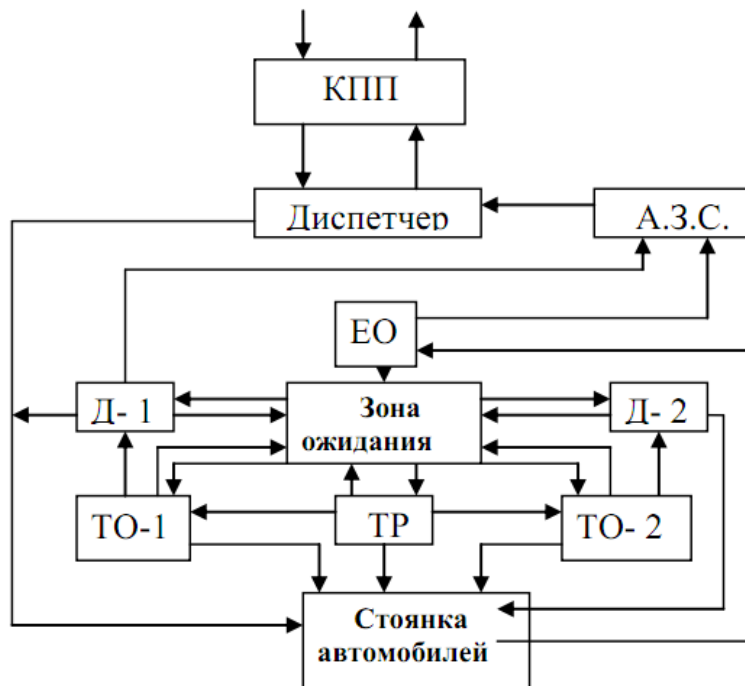 КПП
Диспетчер
А.З.С.
ЕО
Д- 1
Зона
ожидания
Д- 2
ТО-1
ТР
ТО- 2
Стоянка
автомобилей